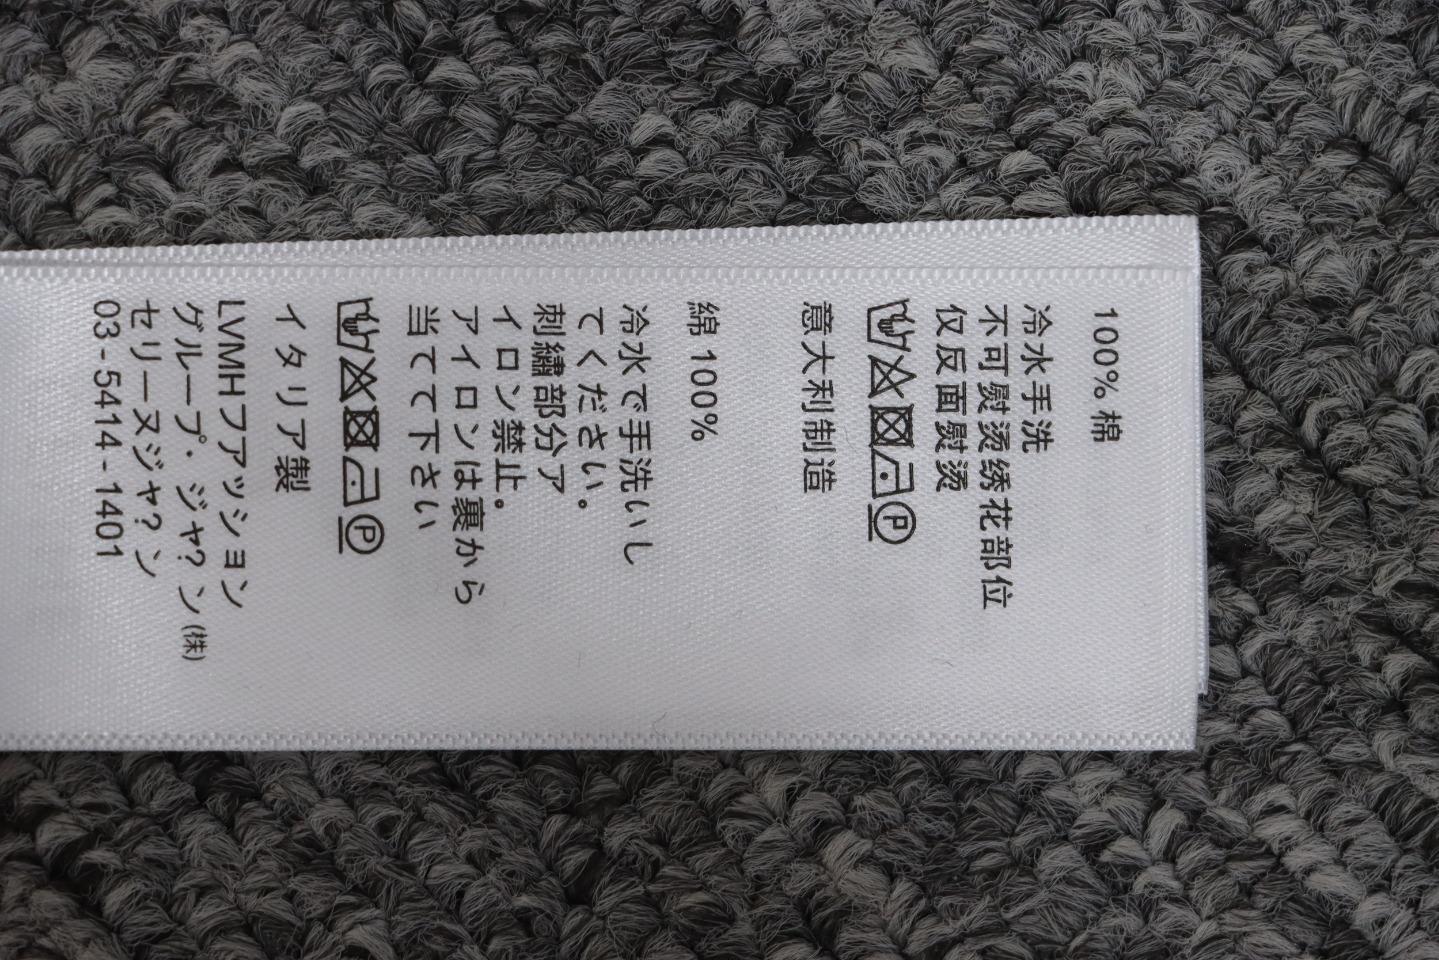 100% 棉
冷水手洗
不可熨烫绣花部位
仅反面熨烫
P
意大利制造
綿 100%
冷水で手洗いし
てください。
刺繡部分ア
イロン禁止。
アイロンは裏から
当てて下さい
P
イタリア製
LVMHファッション
グループ・ジャ?ン(株)
セリーヌジャ?ン
03-5414-1401